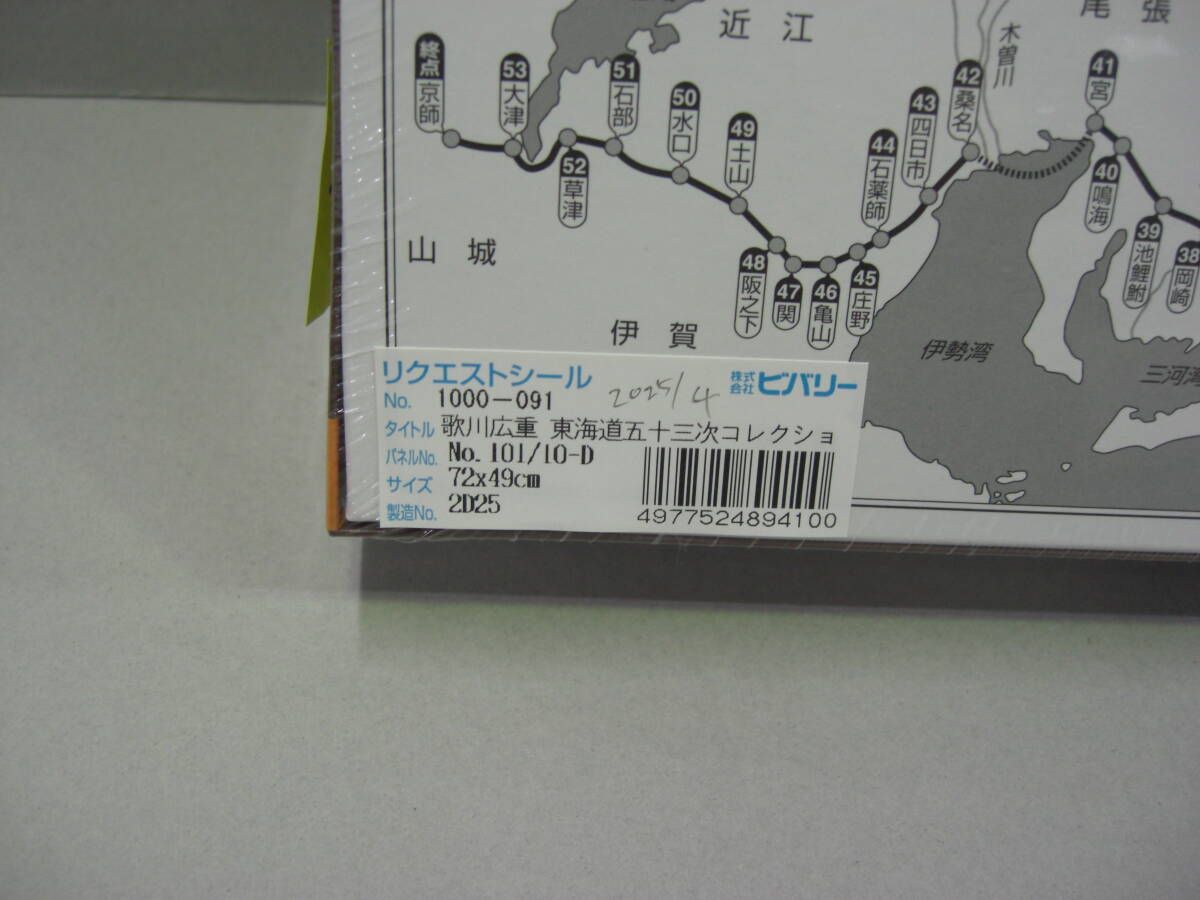 近江
尾張
木曽川
終点 京師
53 大津
52 草津
51 石部
50 水口
49 土山
48 阪之下
47 関
46 亀山
45 庄野
44 石薬師
43 四日市
42 桑名
41 宮
40 鳴海
39 池鯉鮒
38 岡崎
山城
伊賀
伊勢湾
三河湾
リクエストシール
2025/4
株式会社 ビバリー
No. 1000-091
タイトル 歌川広重 東海道五十三次コレクショ
パネルNo. No.101/10-D
サイズ 72x49cm
製造No. 2D25
4977524894100